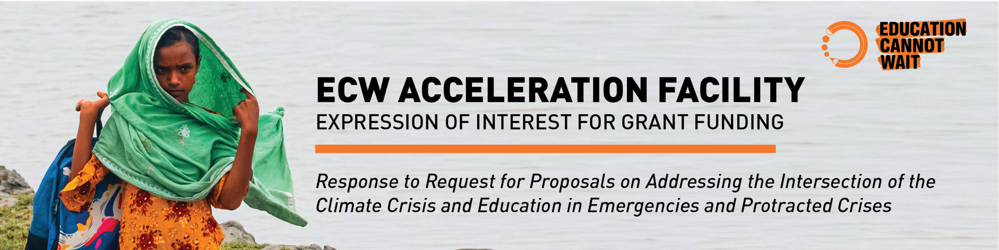 EDUCATION
CANNOT
WAIT
ECW ACCELERATION FACILITY
EXPRESSION OF INTEREST FOR GRANT FUNDING
Response to Request for Proposals on Addressing the Intersection of the
Climate Crisis and Education in Emergencies and Protracted Crises